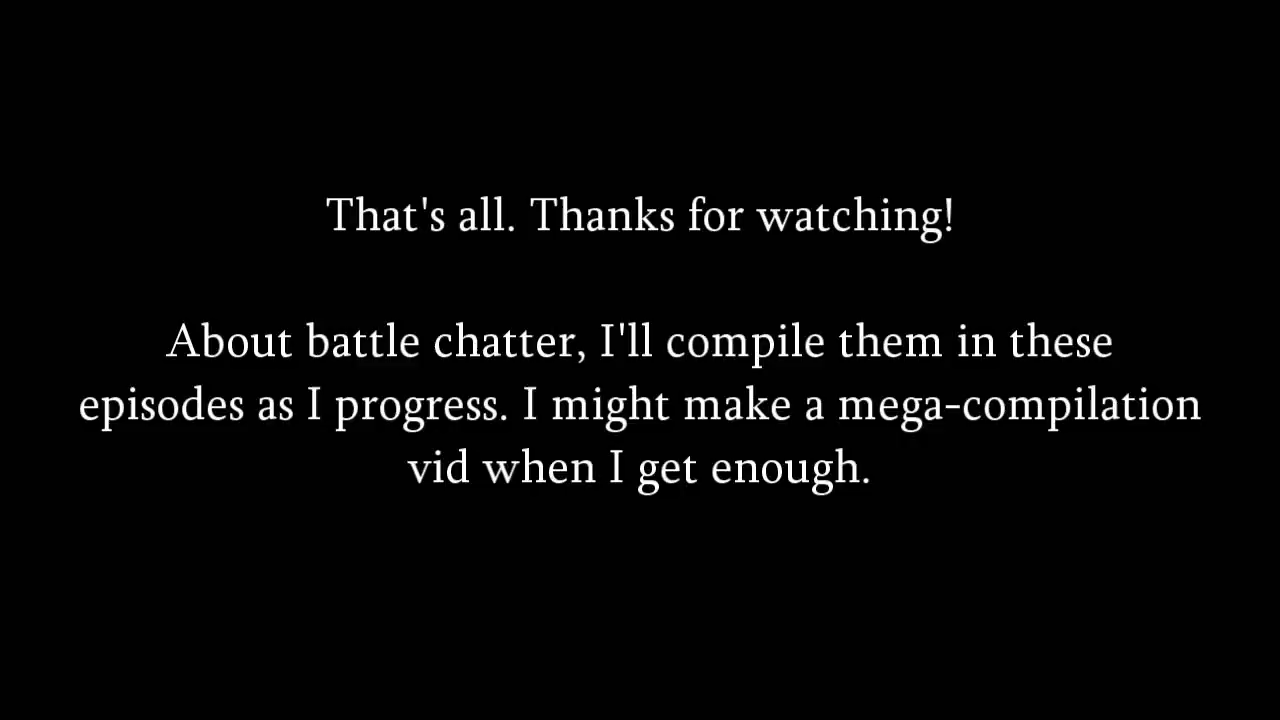 That's all. Thanks for watching!
About battle chatter, I'll compile them in these
episodes as I progress. I might make a mega-compilation
vid when I get enough.